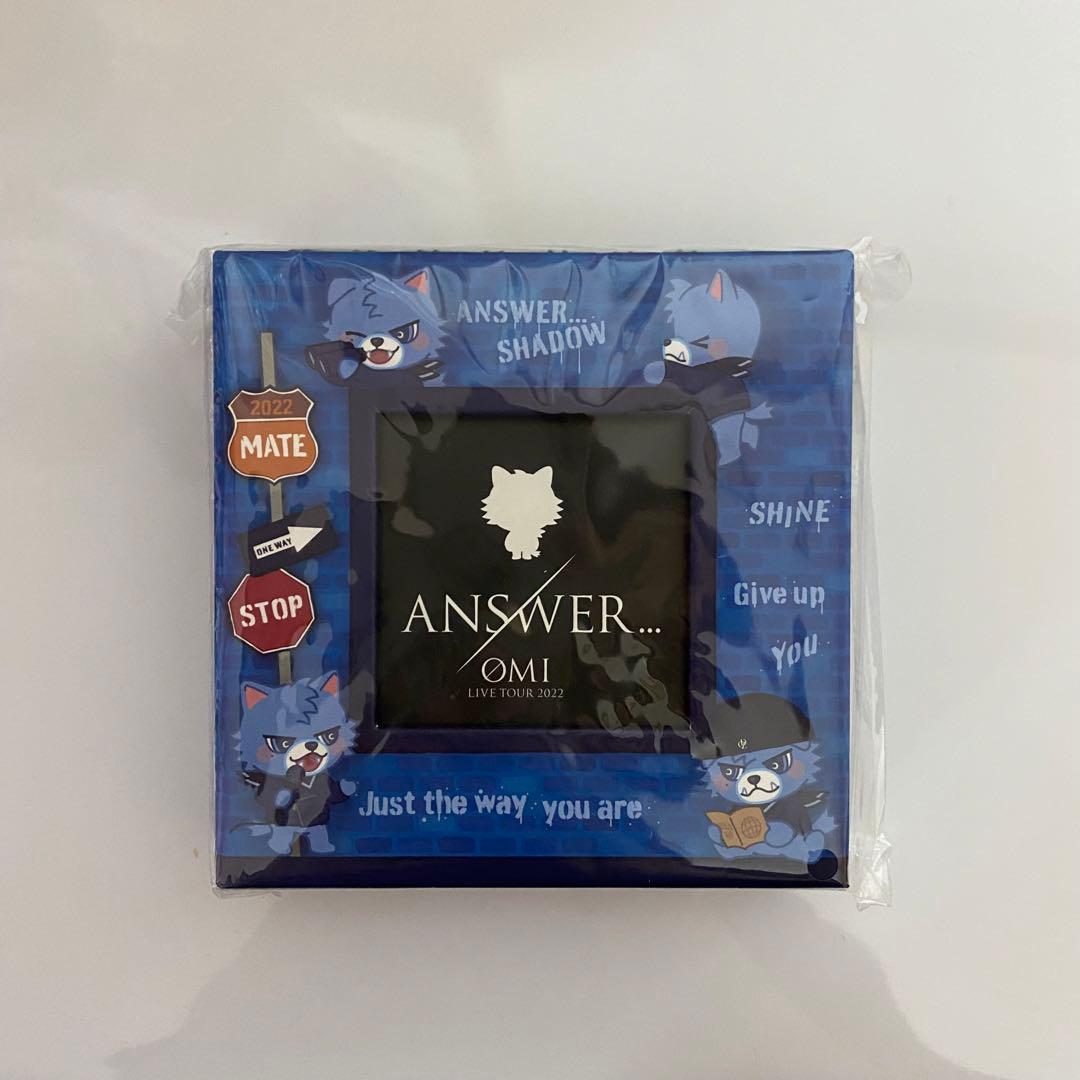 ANSWER...
SHADOW
2022
MATE
ONE WAY
STOP
SHINE
Give up
YOU
ANSWER...
ØMI
LIVE TOUR 2022
Just the way you are